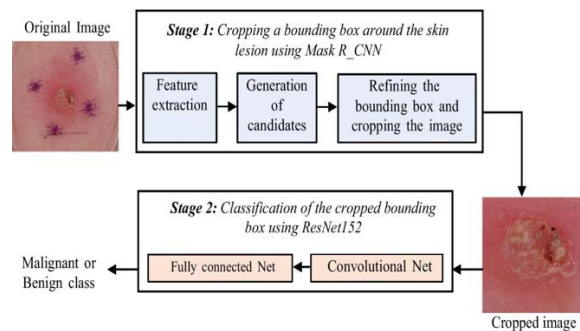 Original Image
Stage 1: Cropping a bounding box around the skin
lesion using Mask R_CNN
Feature
extraction
Generation
of
candidates
Refining the
bounding box and
cropping the image
Stage 2: Classification of the cropped bounding
box using ResNet152
Malignant or
Benign class
Fully connected Net
Convolutional Net
Cropped image